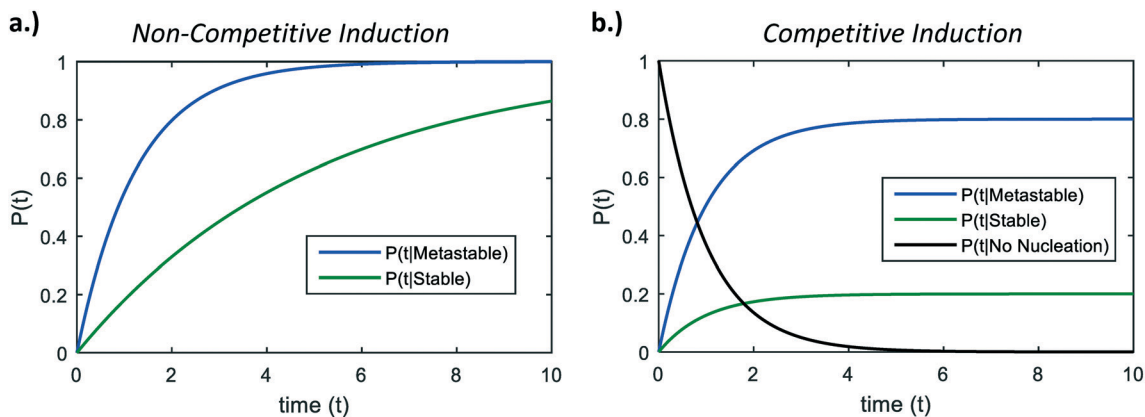 a.)
Non-Competitive Induction
1
0.8
0.6
0.4
0.2
0
P(t)
P(t|Metastable)
P(t|Stable)
0 2 4 6 8 10
time (t)
b.)
Competitive Induction
1
0.8
0.6
0.4
0.2
0
P(t)
P(t|Metastable)
P(t|Stable)
P(t|No Nucleation)
0 2 4 6 8 10
time (t)